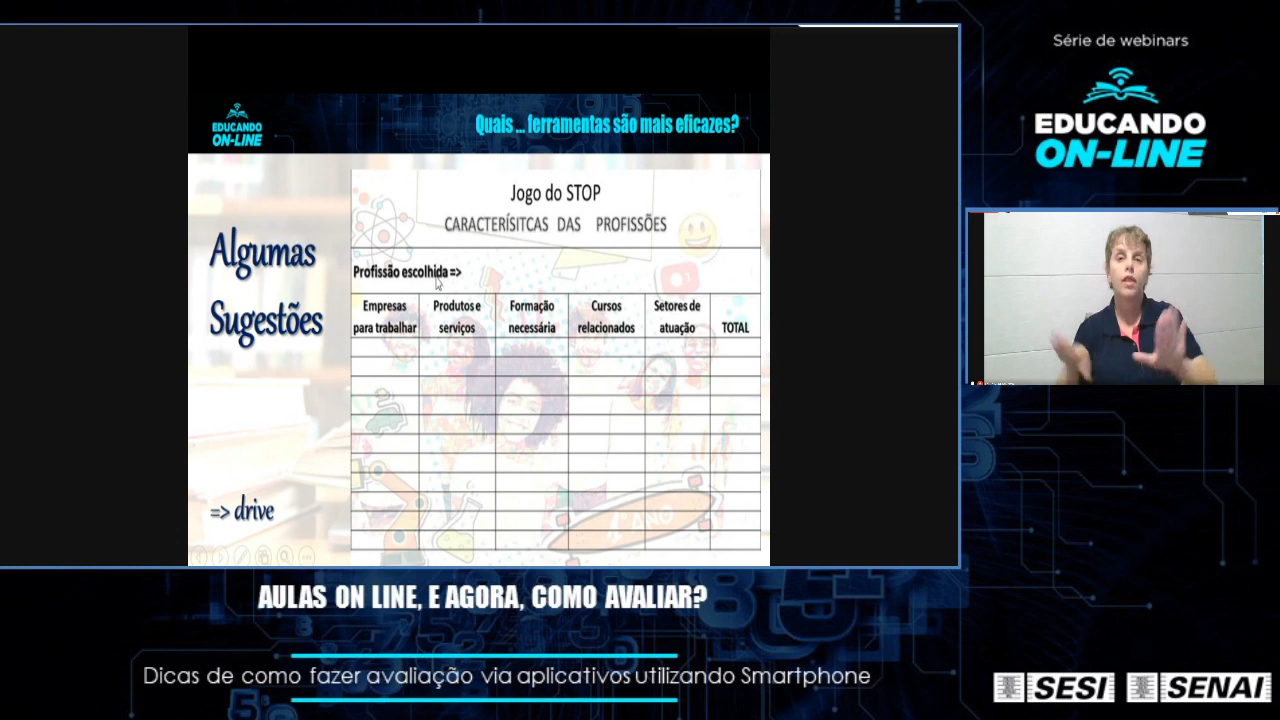 Série de webinars
EDUCANDO
ON-LINE
EDUCANDO
ON-LINE
Quais ... ferramentas são mais eficazes?
Algumas
Sugestões
=> drive
Jogo do STOP
CARACTERÍSITCAS DAS PROFISSÕES
Profissão escolhida =>
Empresas para trabalhar
Produtos e serviços
Formação necessária
Cursos relacionados
Setores de atuação
TOTAL
1º ANO
AULAS ON LINE, E AGORA, COMO AVALIAR?
Dicas de como fazer avaliação via aplicativos utilizando Smartphone
SESI
SENAI